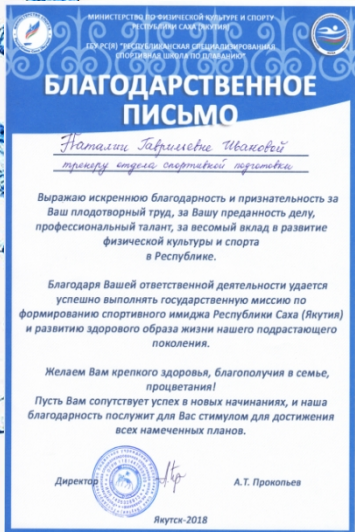 МИНИСТЕРСТВО ПО ФИЗИЧЕСКОЙ КУЛЬТУРЕ И СПОРТУ
РЕСПУБЛИКИ САХА (ЯКУТИЯ)
ГБУ РС(Я) "РЕСПУБЛИКАНСКАЯ СПЕЦИАЛИЗИРОВАННАЯ
СПОРТИВНАЯ ШКОЛА ПО ПЛАВАНИЮ"
БЛАГОДАРСТВЕННОЕ
ПИСЬМО
Наталии Гаврильевне Ивановой
тренеру отдела спортивной подготовки
Выражаю искреннюю благодарность и признательность за
Ваш плодотворный труд, за Вашу преданность делу,
профессиональный талант, за весомый вклад в развитие
физической культуры и спорта
в Республике.
Благодаря Вашей ответственной деятельности удается
успешно выполнять государственную миссию по
формированию спортивного имиджа Республики Саха (Якутия)
и развитию здорового образа жизни нашего подрастающего
поколения.
Желаем Вам крепкого здоровья, благополучия в семье,
процветания!
Пусть Вам сопутствует успех в новых начинаниях, и наша
благодарность послужит для Вас стимулом для достижения
всех намеченных планов.
Директор А.Т. Прокопьев
Якутск-2018